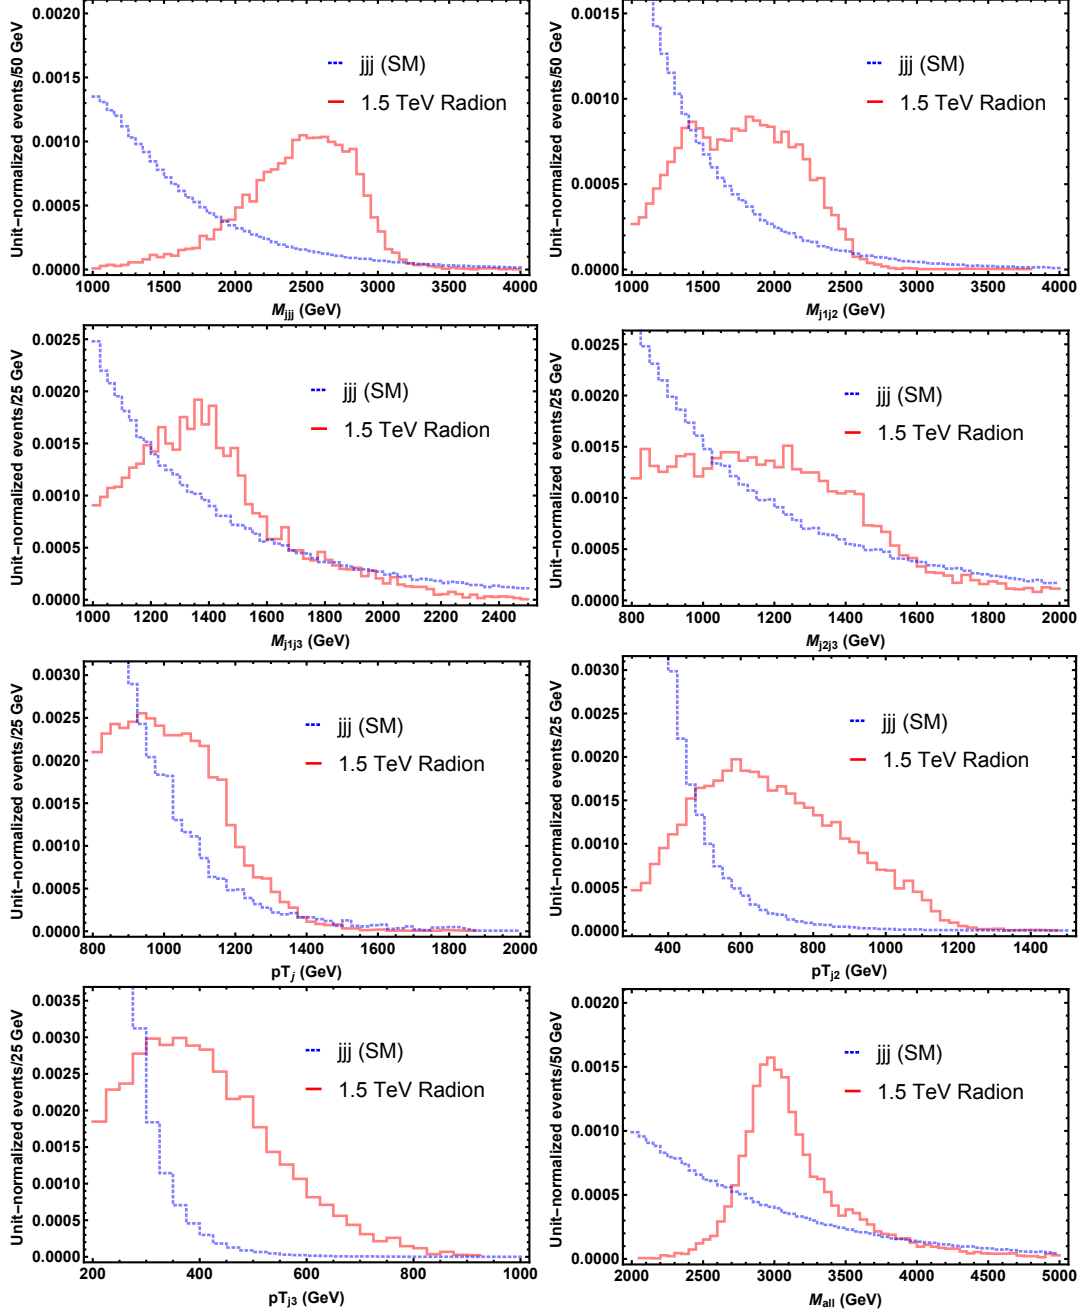 Unit-normalized events/50 GeV
0.0020
0.0015
0.0010
0.0005
0.0000
jjj (SM)
1.5 TeV Radion
1000 1500 2000 2500 3000 3500 4000
Mjjj (GeV)
Unit-normalized events/50 GeV
0.0015
0.0010
0.0005
0.0000
jjj (SM)
1.5 TeV Radion
1000 1500 2000 2500 3000 3500 4000
Mj1j2 (GeV)
Unit-normalized events/25 GeV
0.0025
0.0020
0.0015
0.0010
0.0005
0.0000
jjj (SM)
1.5 TeV Radion
1000 1200 1400 1600 1800 2000 2200 2400
Mj1j3 (GeV)
Unit-normalized events/25 GeV
0.0025
0.0020
0.0015
0.0010
0.0005
0.0000
jjj (SM)
1.5 TeV Radion
800 1000 1200 1400 1600 1800 2000
Mj2j3 (GeV)
Unit-normalized events/25 GeV
0.0030
0.0025
0.0020
0.0015
0.0010
0.0005
0.0000
jjj (SM)
1.5 TeV Radion
800 1000 1200 1400 1600 1800 2000
pTj (GeV)
Unit-normalized events/25 GeV
0.0030
0.0025
0.0020
0.0015
0.0010
0.0005
0.0000
jjj (SM)
1.5 TeV Radion
400 600 800 1000 1200 1400
pTj2 (GeV)
Unit-normalized events/25 GeV
0.0035
0.0030
0.0025
0.0020
0.0015
0.0010
0.0005
0.0000
jjj (SM)
1.5 TeV Radion
200 400 600 800 1000
pTj3 (GeV)
Unit-normalized events/50 GeV
0.0020
0.0015
0.0010
0.0005
0.0000
jjj (SM)
1.5 TeV Radion
2000 2500 3000 3500 4000 4500 5000
Mall (GeV)